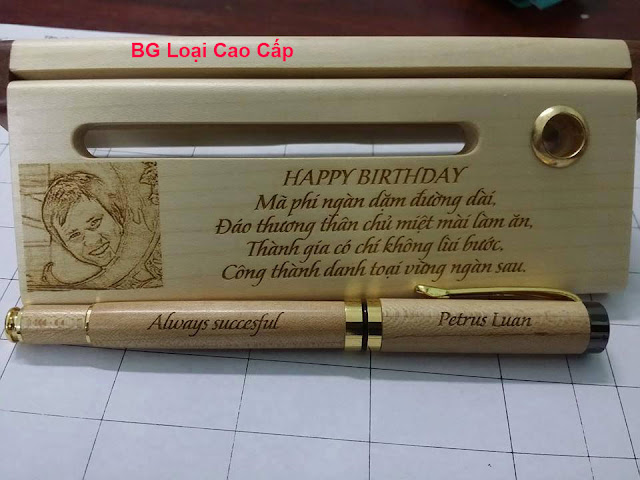 BG Loại Cao Cấp
HAPPY BIRTHDAY
Mã phi ngàn dặm đường dài,
Đáo thương thân chủ miệt mài làm ăn,
Thành gia có chí không lùi bước,
Công thành danh toại vững ngàn sau.
Always succesful
Petrus Luan